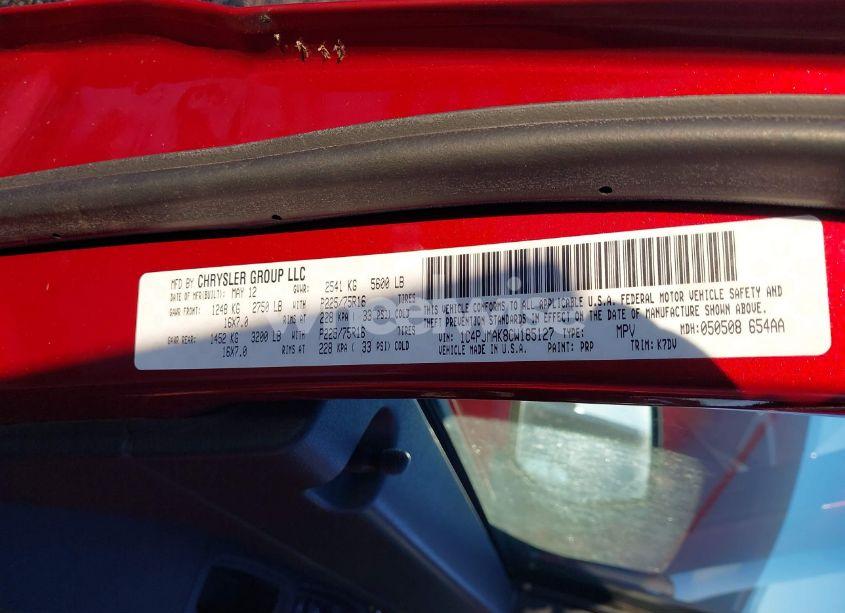 MFD BY CHRYSLER GROUP LLC
DATE OF MFR(BUILT): MAY 12 GVWR: 2541 KG 5600 LB
GAWR FRONT: 1248 KG 2750 LB WITH P225/75R16 TIRES
16X7.0 RIMS AT 228 KPA ( 33 PSI) COLD
GAWR REAR: 1452 KG 3200 LB WITH P225/75R16 TIRES
16X7.0 RIMS AT 228 KPA ( 33 PSI) COLD
THIS VEHICLE CONFORMS TO ALL APPLICABLE U.S.A. FEDERAL MOTOR VEHICLE SAFETY AND
THEFT PREVENTION STANDARDS IN EFFECT ON THE DATE OF MANUFACTURE SHOWN ABOVE.
VIN: 1C4PJMAK8CW165127 TYPE: MPV MDH: 050508 654AA
VEHICLE MADE IN U.S.A. PAINT: PRP TRIM: K7DV